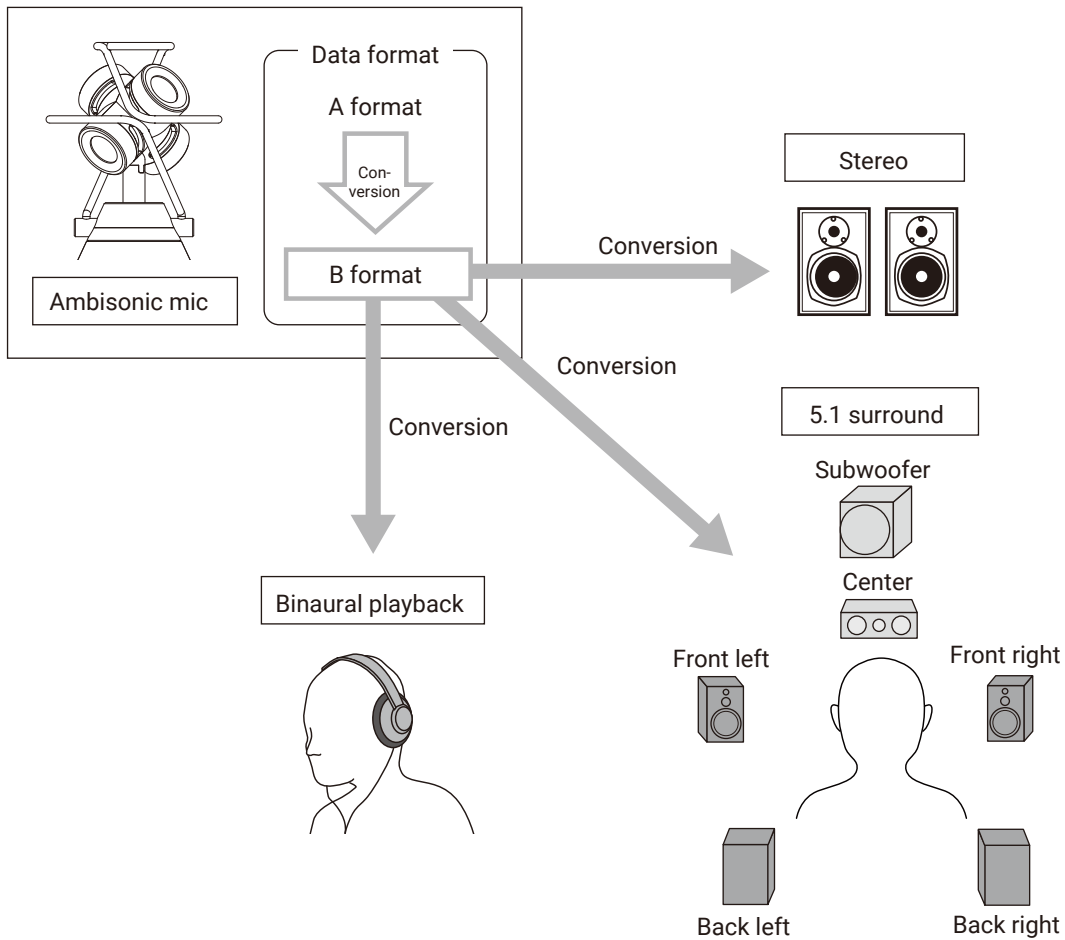 Data format
A format
Con-
version
B format
Ambisonic mic
Conversion
Stereo
Conversion
5.1 surround
Conversion
Subwoofer
Center
Binaural playback
Front left
Front right
Back left
Back right